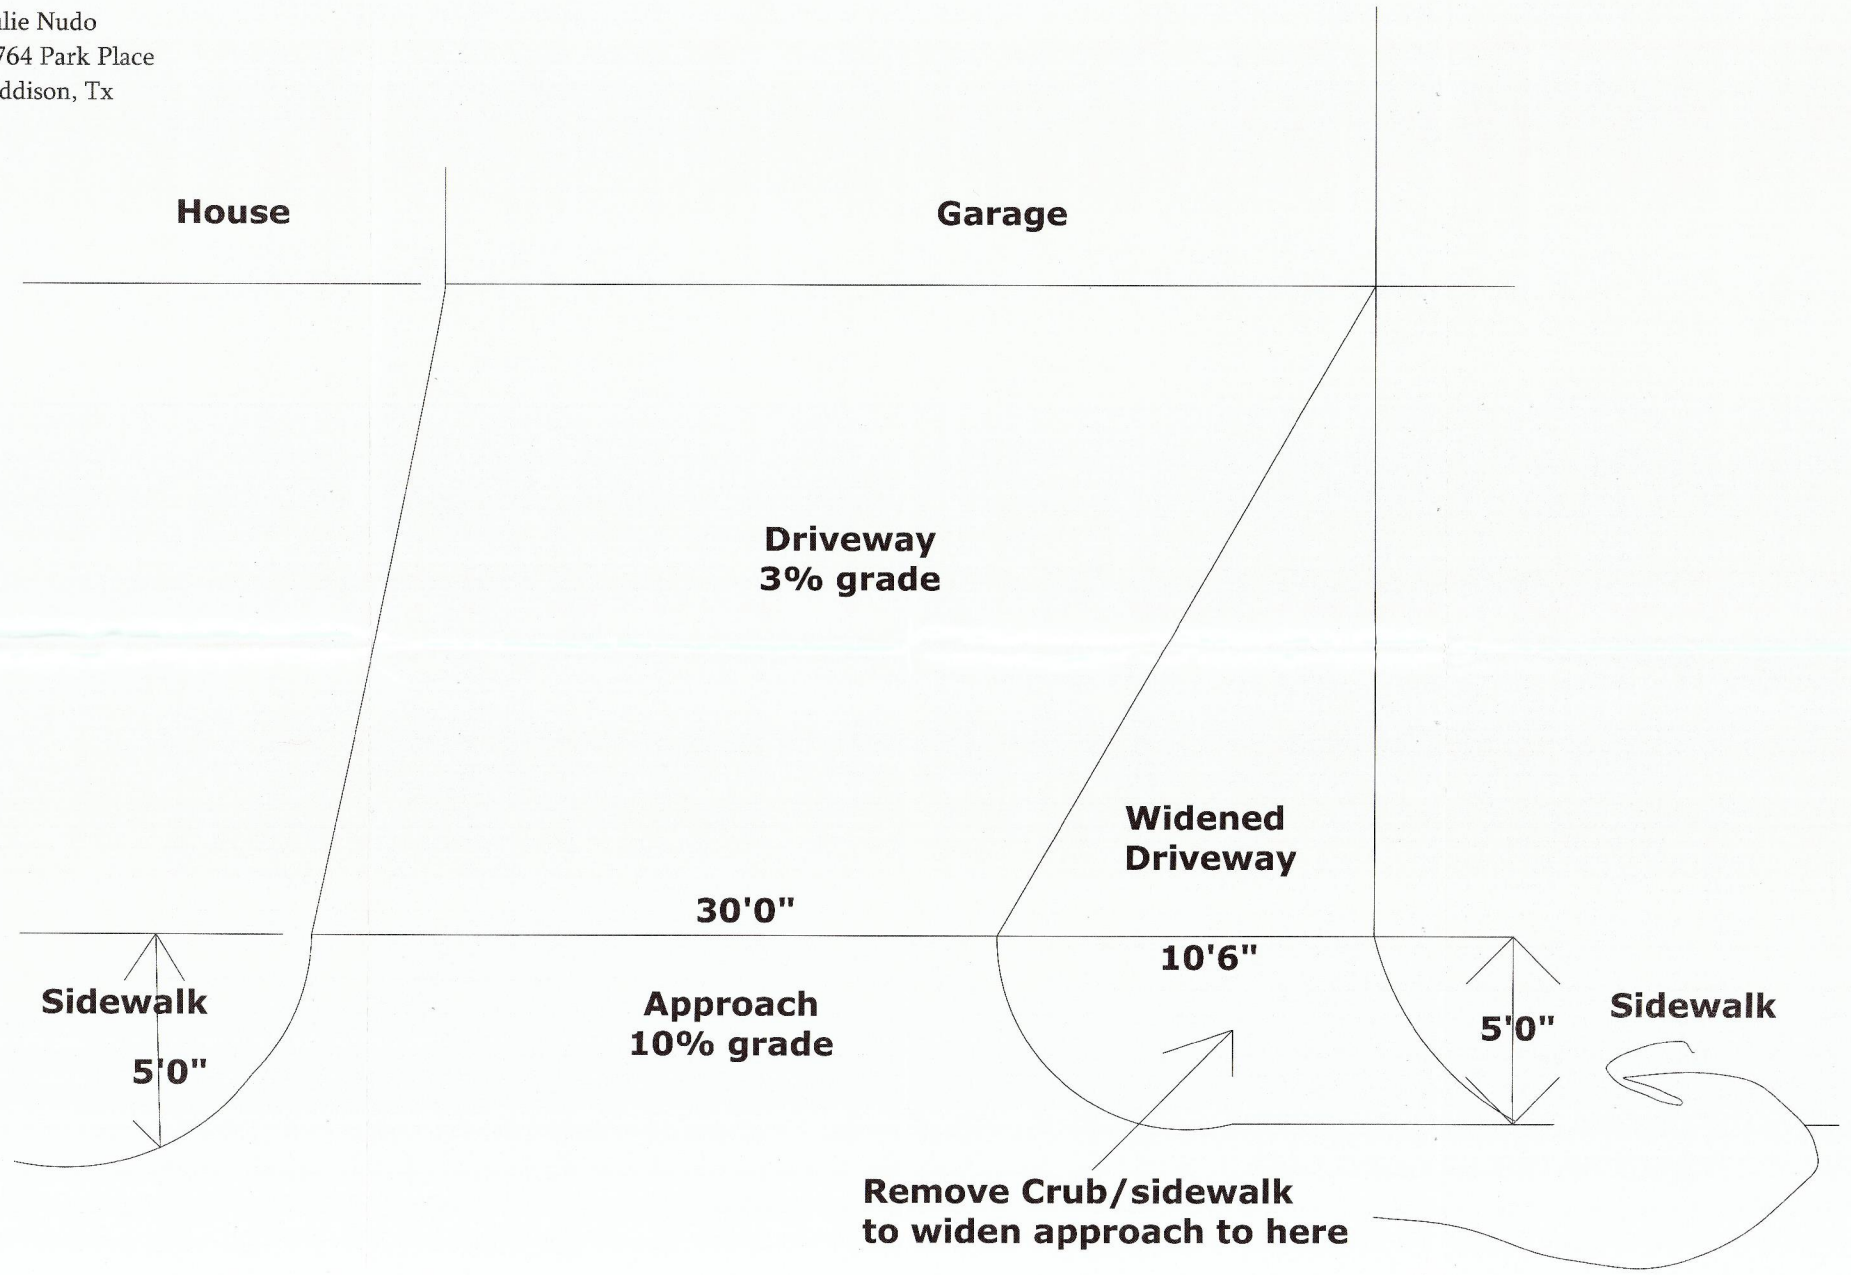 lie Nudo
764 Park Place
ddison, Tx
House
Garage
Driveway
3% grade
Widened
Driveway
30'0"
10'6"
Sidewalk
5'0"
Approach
10% grade
5'0"
Sidewalk
Remove Crub/sidewalk
to widen approach to here